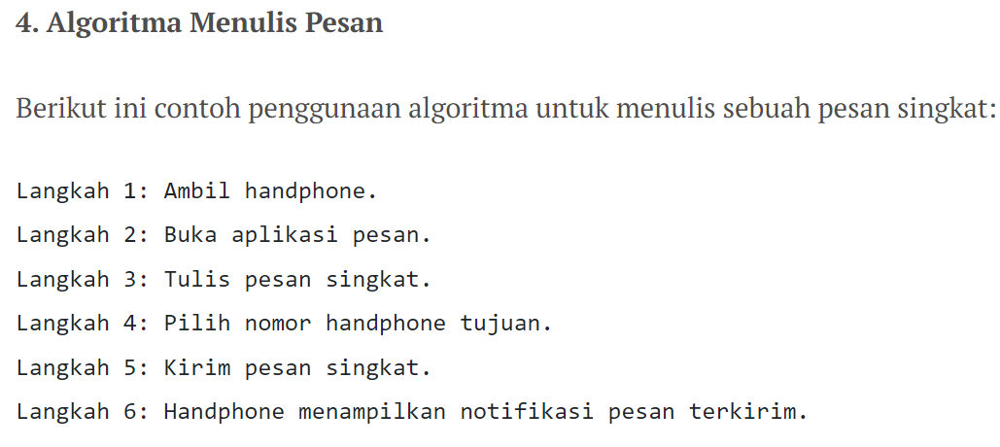 4. Algoritma Menulis Pesan
Berikut ini contoh penggunaan algoritma untuk menulis sebuah pesan singkat:
Langkah 1: Ambil handphone.
Langkah 2: Buka aplikasi pesan.
Langkah 3: Tulis pesan singkat.
Langkah 4: Pilih nomor handphone tujuan.
Langkah 5: Kirim pesan singkat.
Langkah 6: Handphone menampilkan notifikasi pesan terkirim.